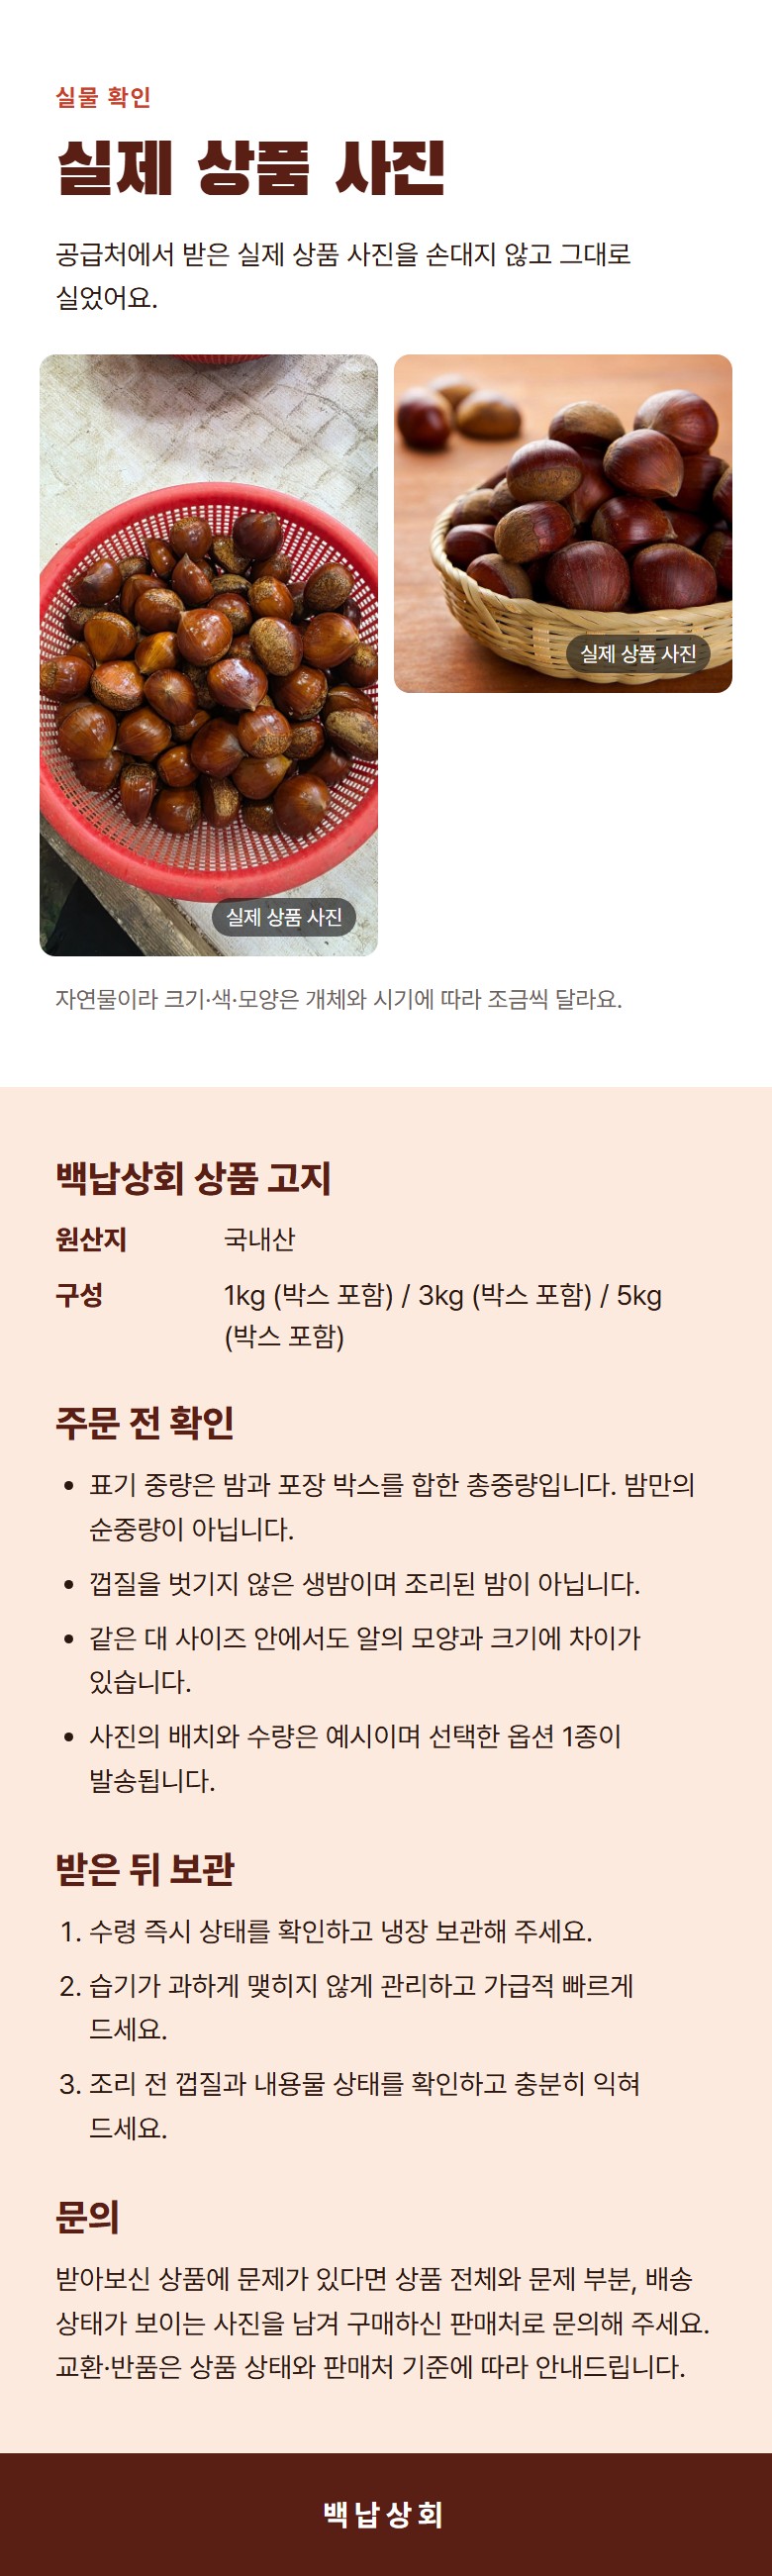 실물 확인
실제 상품 사진
공급처에서 받은 실제 상품 사진을 손대지 않고 그대로
실었어요.
실제 상품 사진
실제 상품 사진
자연물이라 크기·색·모양은 개체와 시기에 따라 조금씩 달라요.
백납상회 상품 고지
원산지 국내산
구성 1kg (박스 포함) / 3kg (박스 포함) / 5kg
(박스 포함)
주문 전 확인
• 표기 중량은 밤과 포장 박스를 합한 총중량입니다. 밤만의
순중량이 아닙니다.
• 껍질을 벗기지 않은 생밤이며 조리된 밤이 아닙니다.
• 같은 대 사이즈 안에서도 알의 모양과 크기에 차이가
있습니다.
• 사진의 배치와 수량은 예시이며 선택한 옵션 1종이
발송됩니다.
받은 뒤 보관
1. 수령 즉시 상태를 확인하고 냉장 보관해 주세요.
2. 습기가 과하게 맺히지 않게 관리하고 가급적 빠르게
드세요.
3. 조리 전 껍질과 내용물 상태를 확인하고 충분히 익혀
드세요.
문의
받아보신 상품에 문제가 있다면 상품 전체와 문제 부분, 배송
상태가 보이는 사진을 남겨 구매하신 판매처로 문의해 주세요.
교환·반품은 상품 상태와 판매처 기준에 따라 안내드립니다.
백납상회